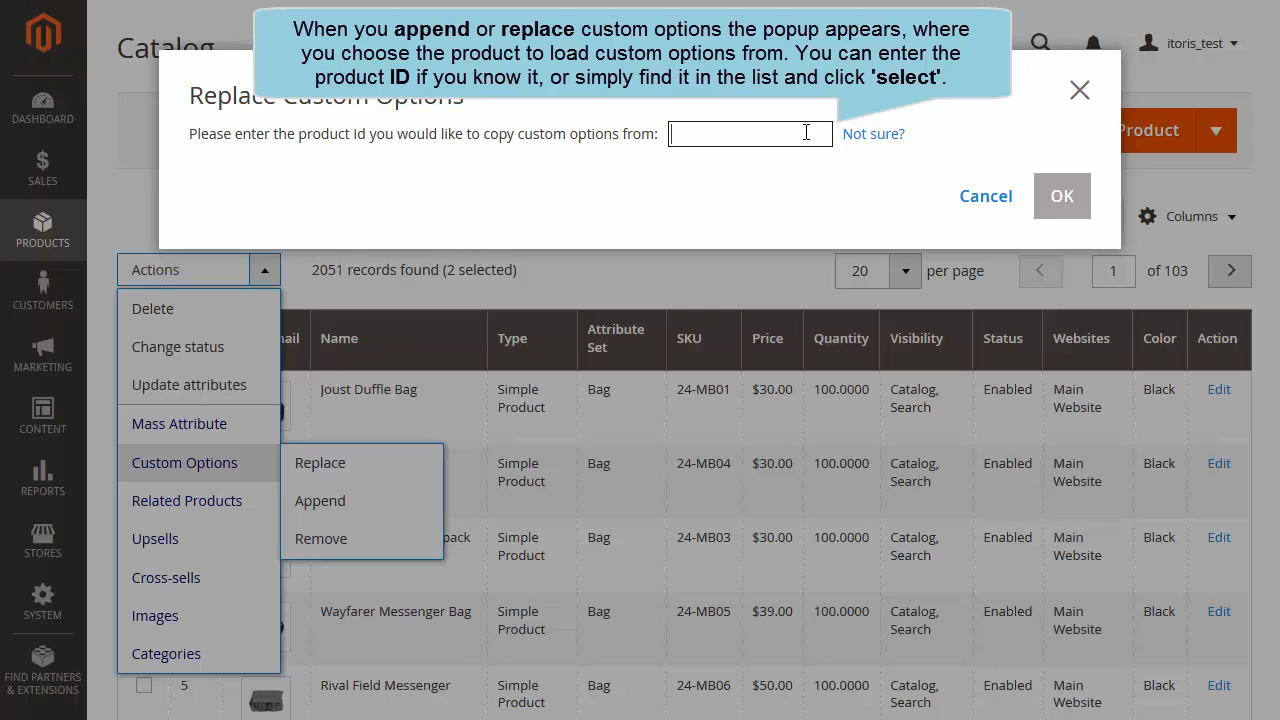 When you append or replace custom options the popup appears, where
you choose the product to load custom options from. You can enter the
product ID if you know it, or simply find it in the list and click 'select'.
Catalog
itoris_test
Replace Custom Options
Please enter the product Id you would like to copy custom options from:
Not sure?
Product
Cancel
OK
Columns
DASHBOARD
SALES
PRODUCTS
CUSTOMERS
MARKETING
CONTENT
REPORTS
STORES
SYSTEM
FIND PARTNERS
& EXTENSIONS
Actions
2051 records found (2 selected)
20
per page
1
of 103
Delete
Change status
Update attributes
Mass Attribute
Custom Options
Related Products
Upsells
Cross-sells
Images
Categories
Replace
Append
Remove
Name
Type
Attribute
Set
SKU
Price
Quantity
Visibility
Status
Websites
Color
Action
Joust Duffle Bag
Simple
Product
Bag
24-MB01
$30.00
100.0000
Catalog,
Search
Enabled
Main
Website
Black
Edit
Simple
Product
Bag
24-MB04
$30.00
100.0000
Catalog,
Search
Enabled
Main
Website
Black
Edit
Simple
Product
Bag
24-MB03
$30.00
100.0000
Catalog,
Search
Enabled
Main
Website
Black
Edit
Wayfarer Messenger Bag
Simple
Product
Bag
24-MB05
$39.00
100.0000
Catalog,
Search
Enabled
Main
Website
Black
Edit
5
Rival Field Messenger
Simple
Product
Bag
24-MB06
$50.00
100.0000
Catalog,
Search
Enabled
Main
Website
Black
Edit